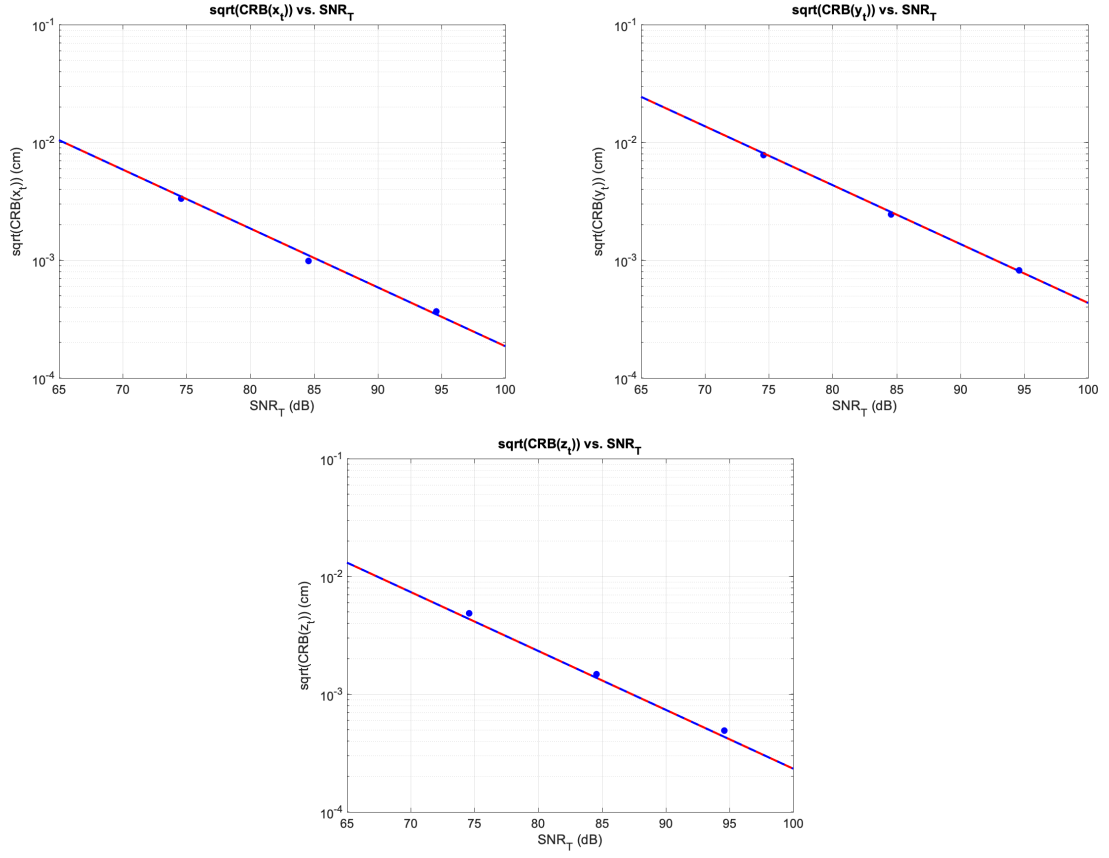 sqrt(CRB(x_t)) vs. SNR_T
10^-1
10^-2
10^-3
10^-4
sqrt(CRB(x_t)) (cm)
65 70 75 80 85 90 95 100
SNR_T (dB)
sqrt(CRB(y_t)) vs. SNR_T
10^-1
10^-2
10^-3
10^-4
sqrt(CRB(y_t)) (cm)
65 70 75 80 85 90 95 100
SNR_T (dB)
sqrt(CRB(z_t)) vs. SNR_T
10^-1
10^-2
10^-3
10^-4
sqrt(CRB(z_t)) (cm)
65 70 75 80 85 90 95 100
SNR_T (dB)